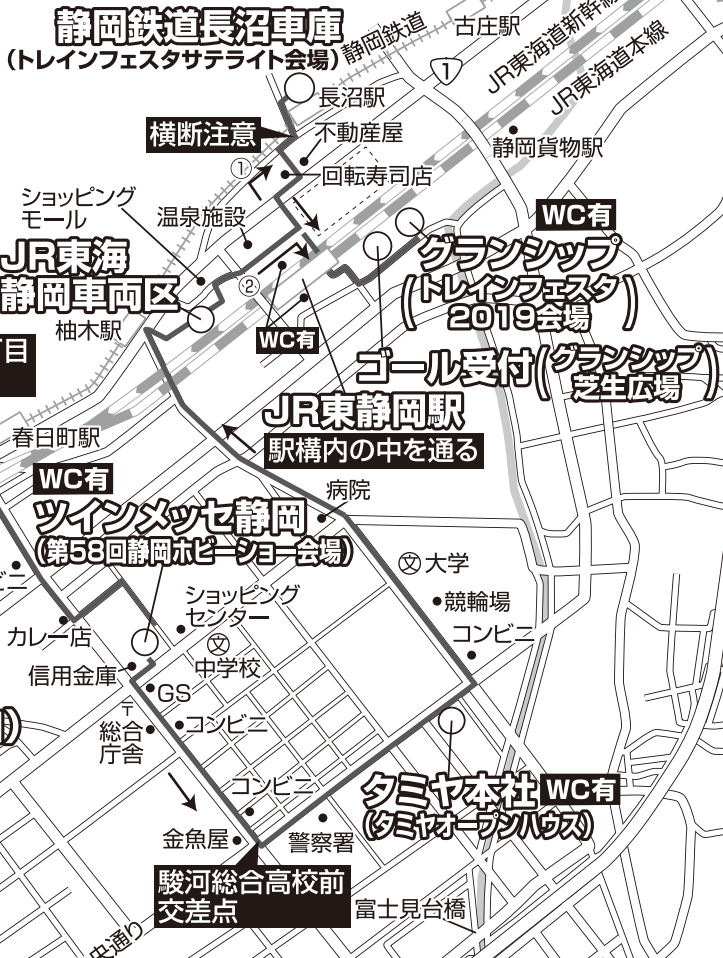 静岡鉄道長沼車庫
(トレインフェスタサテライト会場)
静岡鉄道
古庄駅
JR東海道新幹線
JR東海道本線
1
長沼駅
横断注意
不動産屋
静岡貨物駅
①
回転寿司店
ショッピング
モール
温泉施設
WC有
JR東海
静岡車両区
グランシップ
(トレインフェスタ
2019会場)
②
柚木駅
WC有
丁目
ゴール受付(グランシップ
芝生広場)
JR東静岡駅
駅構内の中を通る
春日町駅
WC有
ツインメッセ静岡
(第58回静岡ホビーショー会場)
病院
文 大学
競輪場
コンビニ
ビニ
カレー店
ショッピング
センター
文
中学校
信用金庫
GS
〒
総合
庁舎
コンビニ
コンビニ
タミヤ本社 WC有
(タミヤオープンハウス)
金魚屋
警察署
駿河総合高校前
交差点
富士見台橋
央通り